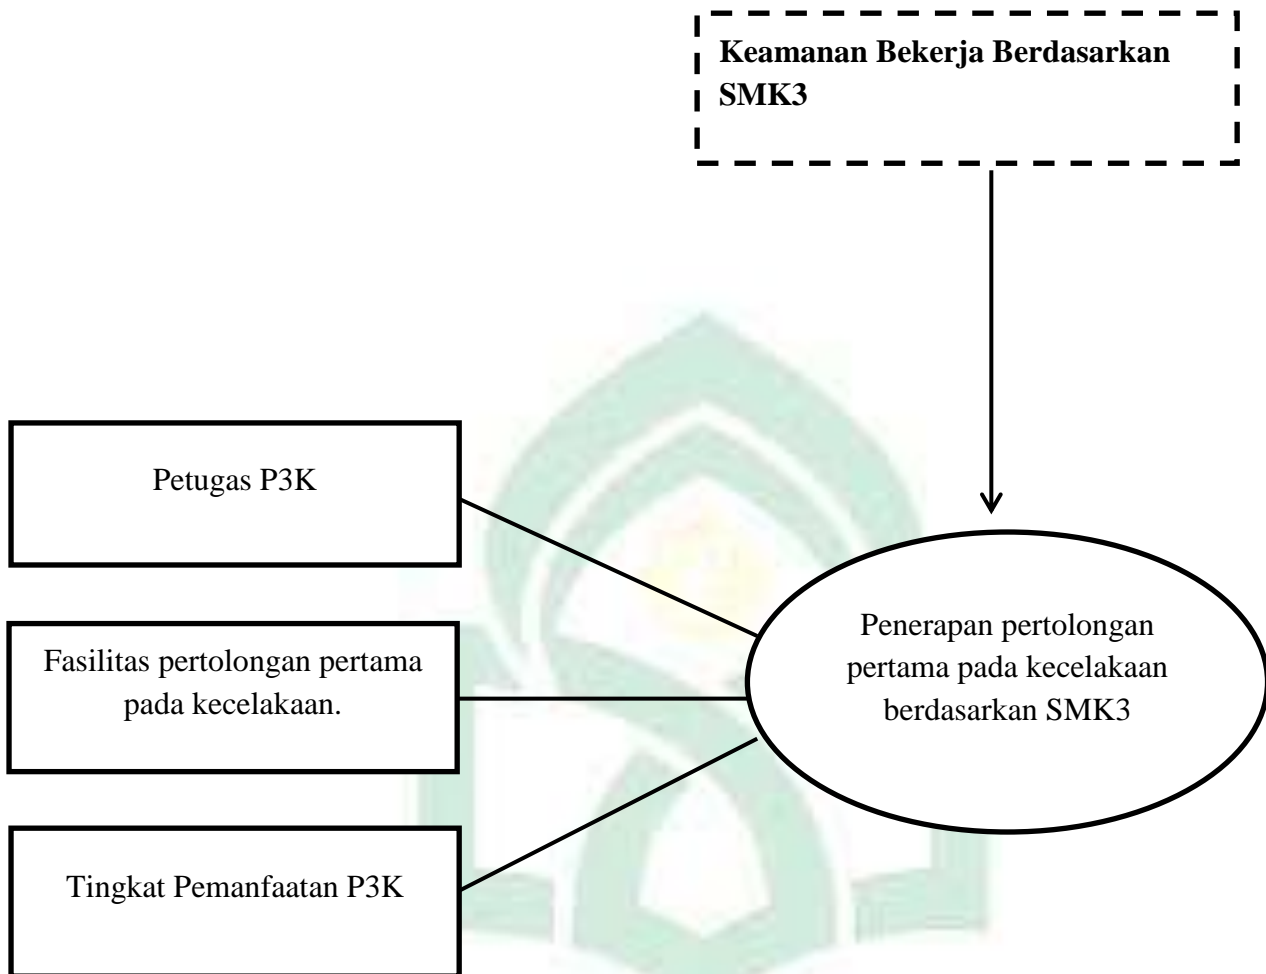 Keamanan Bekerja Berdasarkan
SMK3
Petugas P3K
Fasilitas pertolongan pertama
pada kecelakaan.
Tingkat Pemanfaatan P3K
Penerapan pertolongan
pertama pada kecelakaan
berdasarkan SMK3